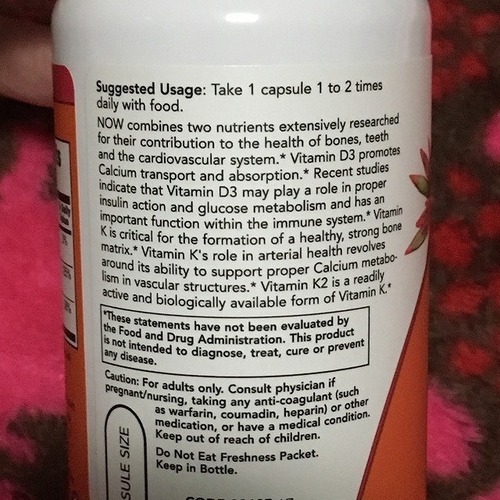 Suggested Usage: Take 1 capsule 1 to 2 times
daily with food.
NOW combines two nutrients extensively researched
for their contribution to the health of bones, teeth
and the cardiovascular system.* Vitamin D3 promotes
Calcium transport and absorption.* Recent studies
indicate that Vitamin D3 may play a role in proper
insulin action and glucose metabolism and has an
important function within the immune system.* Vitamin
K is critical for the formation of a healthy, strong bone
matrix.* Vitamin K's role in arterial health revolves
around its ability to support proper Calcium metabo-
lism in vascular structures.* Vitamin K2 is a readily
active and biologically available form of Vitamin K.*
*These statements have not been evaluated by
the Food and Drug Administration. This product
is not intended to diagnose, treat, cure or prevent
any disease.
Caution: For adults only. Consult physician if
pregnant/nursing, taking any anti-coagulant (such
as warfarin, coumadin, heparin) or other
medication, or have a medical condition.
Keep out of reach of children.
Do Not Eat Freshness Packet.
Keep in Bottle.
SULE SIZE